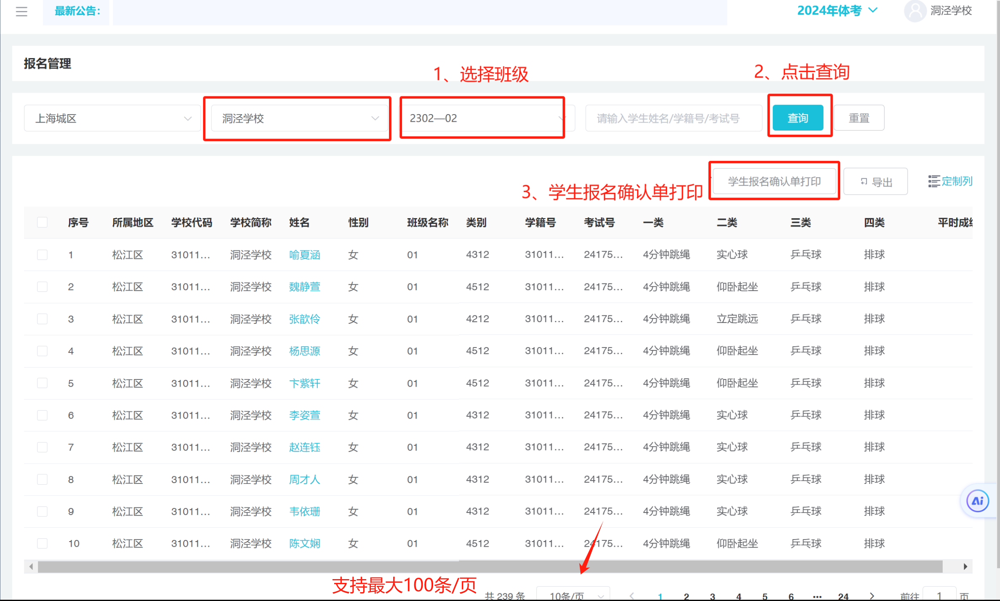 最新公告：
2024年体考
洞泾学校
报名管理
1、选择班级
2、点击查询
上海城区
洞泾学校
2302—02
请输入学生姓名/学籍号/考试号
查询
重置
3、学生报名确认单打印
学生报名确认单打印
导出
定制列
序号 所属地区 学校代码 学校简称 姓名 性别 班级名称 类别 学籍号 考试号 一类 二类 三类 四类 平时成绩
1 松江区 31011... 洞泾学校 喻夏涵 女 01 4312 31011... 24175... 4分钟跳绳 实心球 乒乓球 排球
2 松江区 31011... 洞泾学校 魏静萱 女 01 4512 31011... 24175... 4分钟跳绳 仰卧起坐 乒乓球 排球
3 松江区 31011... 洞泾学校 张歆伶 女 01 4212 31011... 24175... 4分钟跳绳 立定跳远 乒乓球 排球
4 松江区 31011... 洞泾学校 杨思源 女 01 4512 31011... 24175... 4分钟跳绳 仰卧起坐 乒乓球 排球
5 松江区 31011... 洞泾学校 卞紫轩 女 01 4512 31011... 24175... 4分钟跳绳 仰卧起坐 乒乓球 排球
6 松江区 31011... 洞泾学校 李姿萱 女 01 4312 31011... 24175... 4分钟跳绳 实心球 乒乓球 排球
7 松江区 31011... 洞泾学校 赵连钰 女 01 4312 31011... 24175... 4分钟跳绳 实心球 乒乓球 排球
8 松江区 31011... 洞泾学校 周才人 女 01 4312 31011... 24175... 4分钟跳绳 实心球 乒乓球 排球
9 松江区 31011... 洞泾学校 韦依珊 女 01 4312 31011... 24175... 4分钟跳绳 实心球 乒乓球 排球
10 松江区 31011... 洞泾学校 陈文娴 女 01 4512 31011... 24175... 4分钟跳绳 仰卧起坐 乒乓球 排球
Ai
支持最大100条/页
共 239 条 10条/页 1 2 3 4 5 6 ... 24 前往 1 页